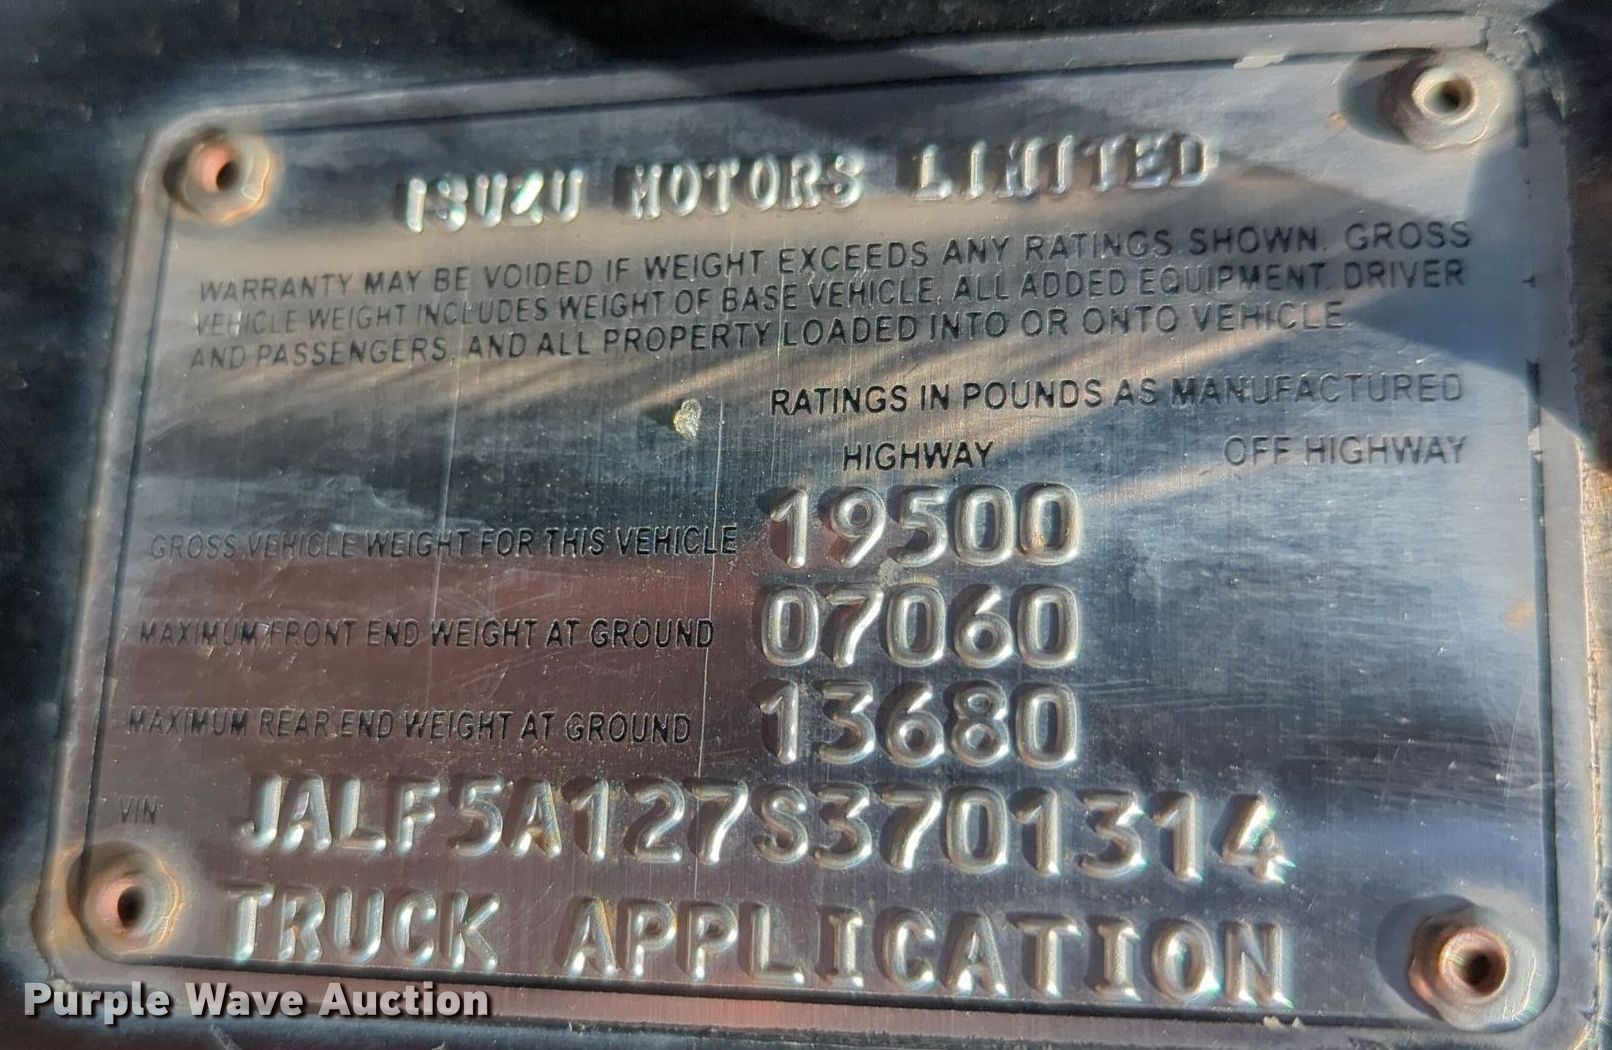 ISUZU MOTORS LIMITED
WARRANTY MAY BE VOIDED IF WEIGHT EXCEEDS ANY RATINGS SHOWN. GROSS
VEHICLE WEIGHT INCLUDES WEIGHT OF BASE VEHICLE, ALL ADDED EQUIPMENT, DRIVER
AND PASSENGERS, AND ALL PROPERTY LOADED INTO OR ONTO VEHICLE.
RATINGS IN POUNDS AS MANUFACTURED
HIGHWAY OFF HIGHWAY
GROSS VEHICLE WEIGHT FOR THIS VEHICLE 19500
MAXIMUM FRONT END WEIGHT AT GROUND 07060
MAXIMUM REAR END WEIGHT AT GROUND 13680
VIN JALF5A127S3701314
TRUCK APPLICATION
Purple Wave Auction